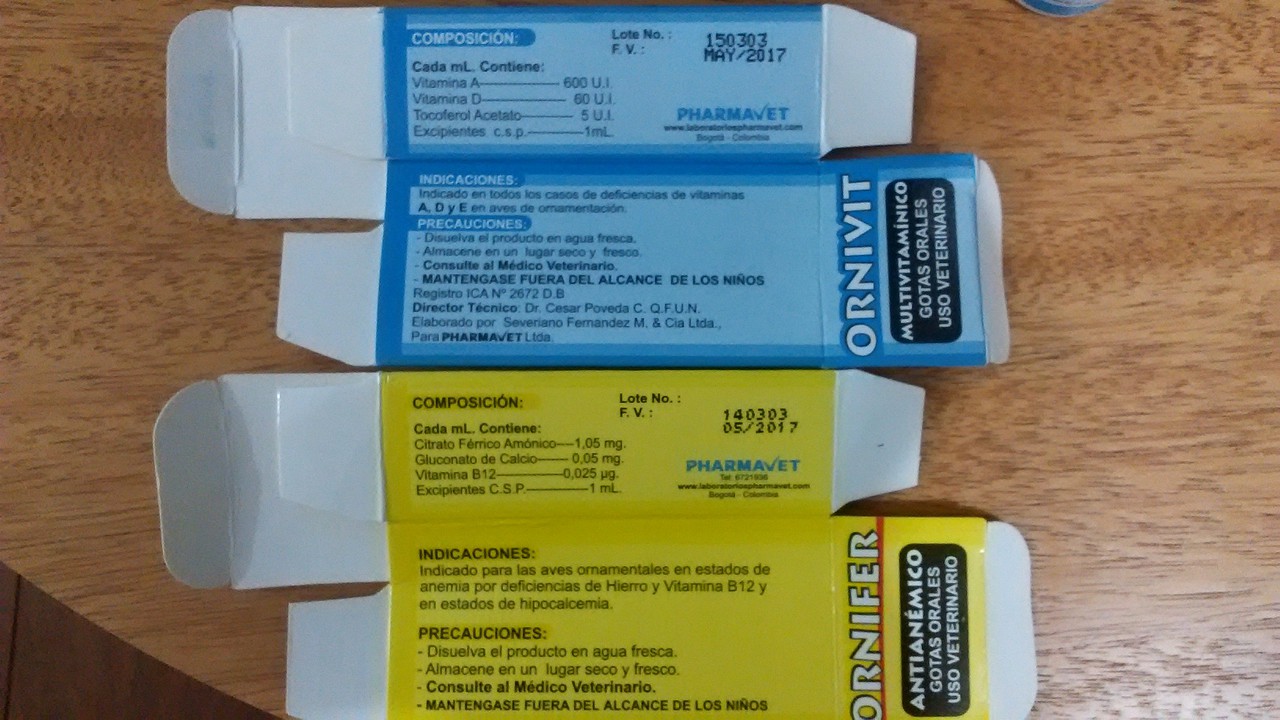 COMPOSICIÓN:
Lote No. : 150303
F. V. : MAY/2017
Cada mL. Contiene:
Vitamina A 600 U.I.
Vitamina D 60 U.I.
Tocoferol Acetato 5 U.I.
Excipientes c.s.p. 1mL.
PHARMAVET
www.laboratoriospharmavet.com
Bogotá - Colombia
INDICACIONES:
Indicado en todos los casos de deficiencias de vitaminas
A, D y E en aves de ornamentación.
PRECAUCIONES:
- Disuelva el producto en agua fresca.
- Almacene en un lugar seco y fresco.
- Consulte al Médico Veterinario.
- MANTENGASE FUERA DEL ALCANCE DE LOS NIÑOS
Registro ICA Nº 2672 D.B
Director Técnico: Dr. Cesar Poveda C. Q.F.U.N.
Elaborado por Severiano Fernandez M. & Cia Ltda.,
Para PHARMAVET Ltda.
ORNIVIT
MULTIVITAMÍNICO
GOTAS ORALES
USO VETERINARIO
COMPOSICIÓN:
Lote No. : 140303
F. V. : 05/2017
Cada mL. Contiene:
Citrato Férrico Amónico 1,05 mg.
Gluconato de Calcio 0,05 mg.
Vitamina B12 0,025 µg.
Excipientes C.S.P. 1 mL.
PHARMAVET
Tel: 6721936
www.laboratoriospharmavet.com
Bogotá - Colombia
INDICACIONES:
Indicado para las aves ornamentales en estados de
anemia por deficiencias de Hierro y Vitamina B12 y
en estados de hipocalcemia.
PRECAUCIONES:
- Disuelva el producto en agua fresca.
- Almacene en un lugar seco y fresco.
- Consulte al Médico Veterinario.
- MANTENGASE FUERA DEL ALCANCE DE LOS NIÑOS
ORNIFER
ANTIANÉMICO
GOTAS ORALES
USO VETERINARIO